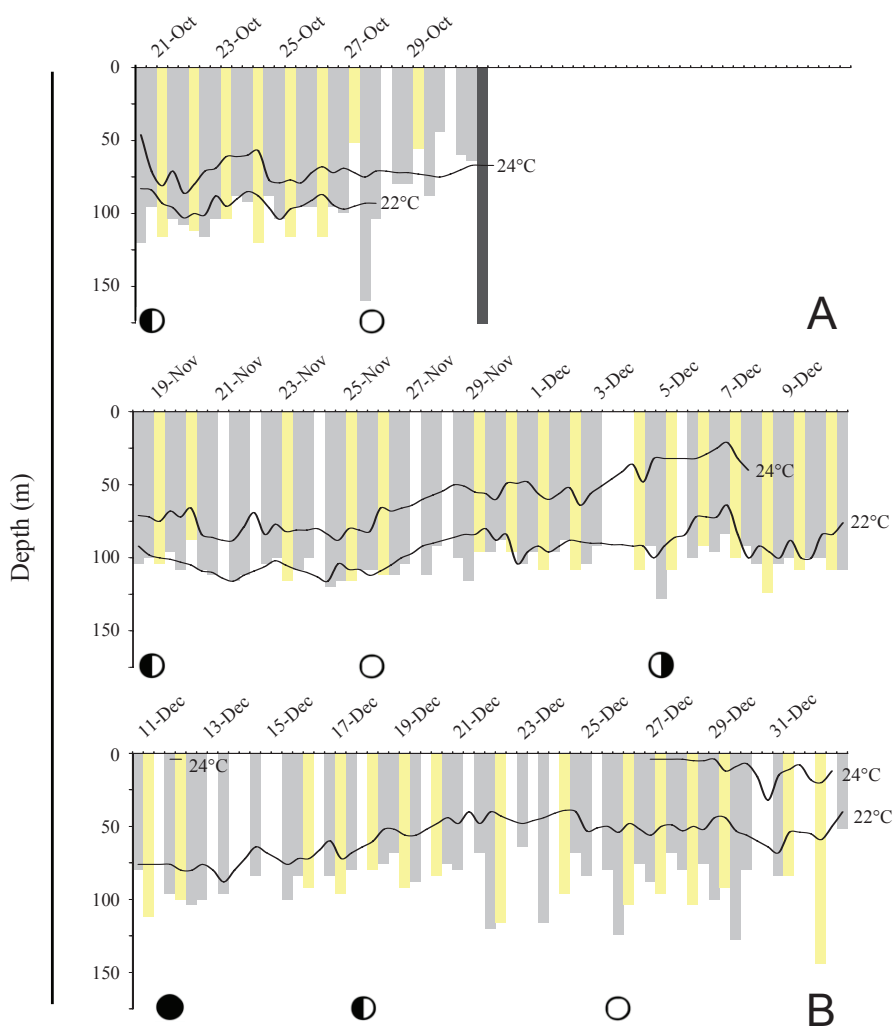 21-Oct 23-Oct 25-Oct 27-Oct 29-Oct
0
50
100
150
24°C
22°C
A
19-Nov 21-Nov 23-Nov 25-Nov 27-Nov 29-Nov 1-Dec 3-Dec 5-Dec 7-Dec 9-Dec
0
50
100
150
24°C
22°C
Depth (m)
11-Dec 13-Dec 15-Dec 17-Dec 19-Dec 21-Dec 23-Dec 25-Dec 27-Dec 29-Dec 31-Dec
0
50
100
150
24°C
24°C
22°C
B